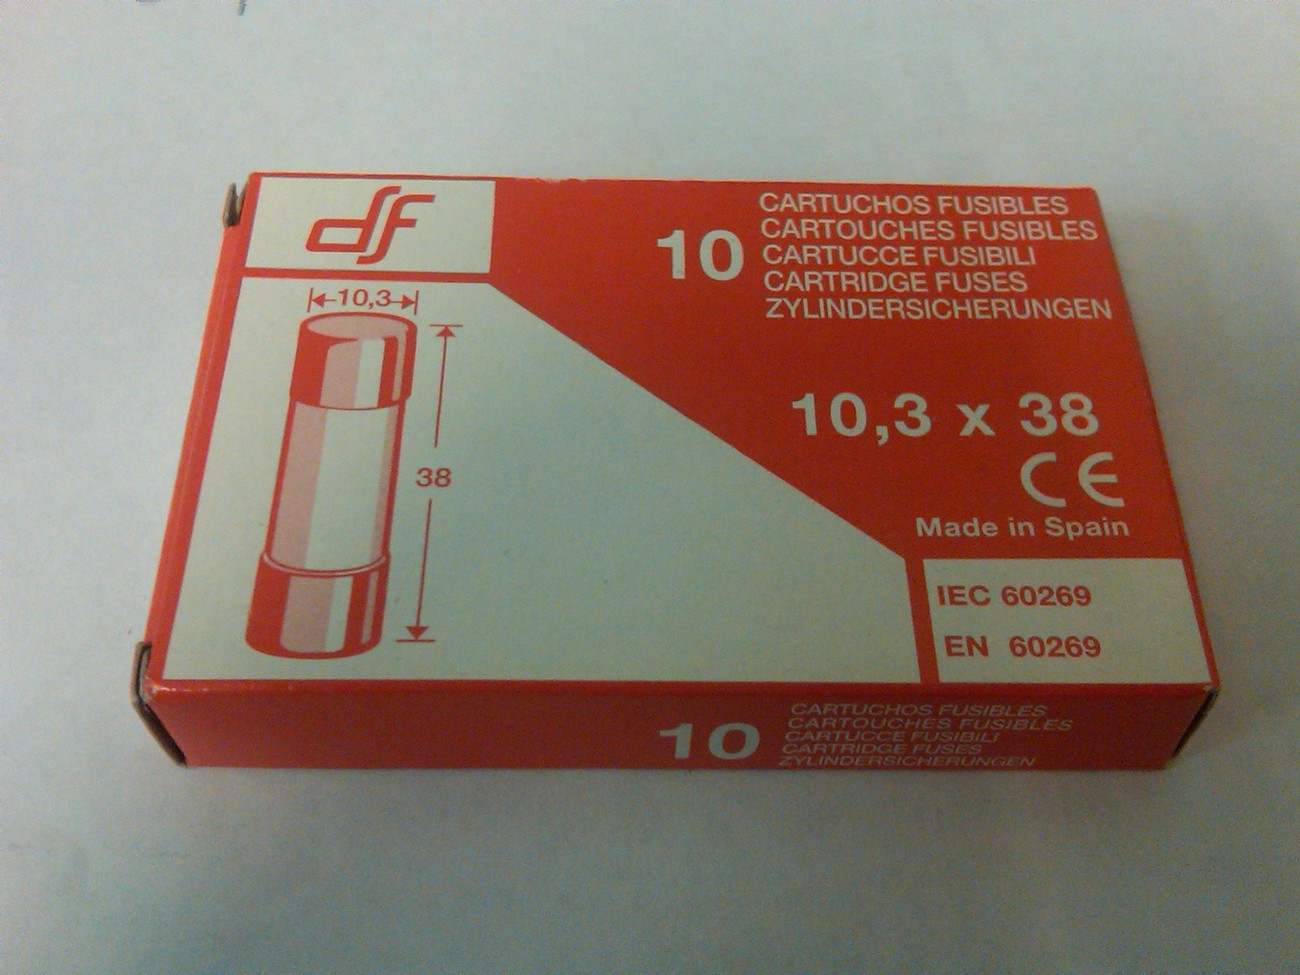 df
10
CARTUCHOS FUSIBLES
CARTOUCHES FUSIBLES
CARTUCCE FUSIBILI
CARTRIDGE FUSES
ZYLINDERSICHERUNGEN
10,3
38
10,3 x 38
CE
Made in Spain
IEC 60269
EN 60269
10
CARTUCHOS FUSIBLES
CARTOUCHES FUSIBLES
CARTUCCE FUSIBILI
CARTRIDGE FUSES
ZYLINDERSICHERUNGEN